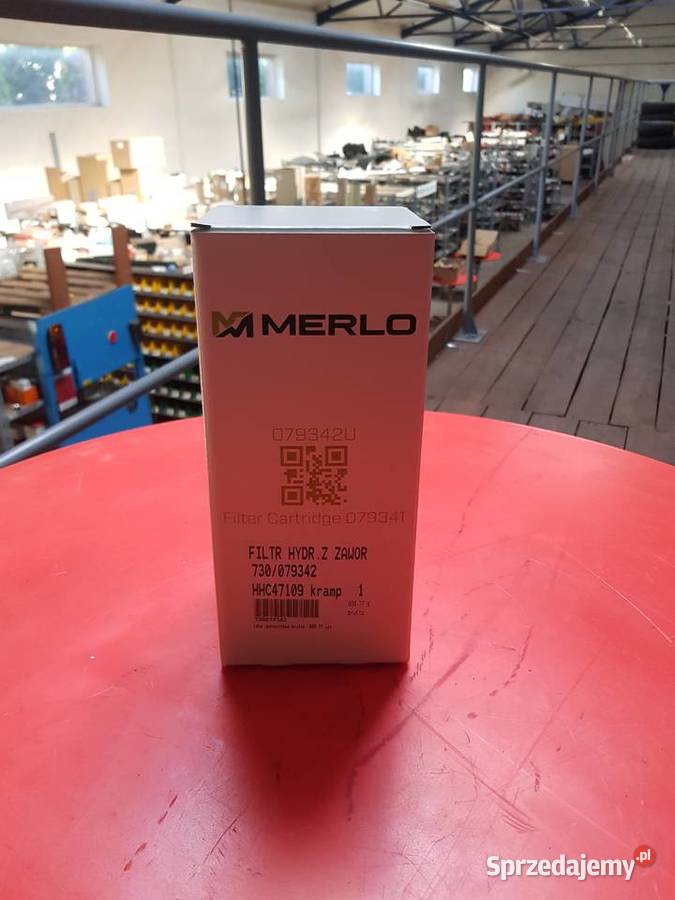 MERLO
079342U
Filter Cartridge 079341
FILTR HYDR.Z ZAWOR
730/079342
HHC47109 kramp 1
Sprzedajemy.pl